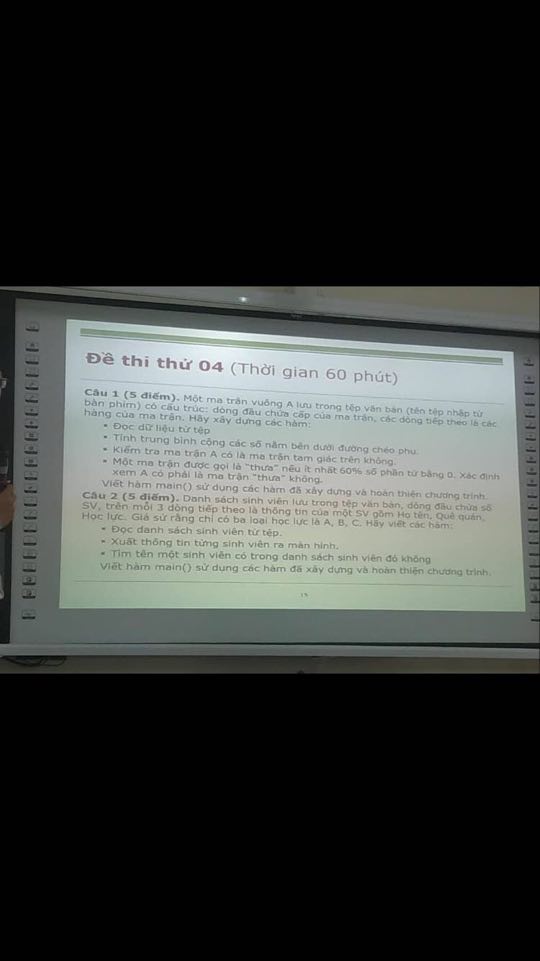 Đề thi thử 04 (Thời gian 60 phút)
Câu 1 (5 điểm). Một ma trận vuông A lưu trong tệp văn bản (tên tệp nhập từ
bàn phím) có cấu trúc: dòng đầu chứa cấp của ma trận, các dòng tiếp theo là các
hàng của ma trận. Hãy xây dựng các hàm:
• Đọc dữ liệu từ tệp
• Tính trung bình cộng các số nằm bên dưới đường chéo phụ.
• Kiểm tra ma trận A có là ma trận tam giác trên không.
• Một ma trận được gọi là "thưa" nếu ít nhất 60% số phần tử bằng 0. Xác định
xem A có phải là ma trận "thưa" không.
Viết hàm main() sử dụng các hàm đã xây dựng và hoàn thiện chương trình.
Câu 2 (5 điểm). Danh sách sinh viên lưu trong tệp văn bản, dòng đầu chứa số
SV, trên mỗi 3 dòng tiếp theo là thông tin của một SV gồm Họ tên, Quê quán,
Học lực. Giả sử rằng chỉ có ba loại học lực là A, B, C. Hãy viết các hàm:
• Đọc danh sách sinh viên từ tệp.
• Xuất thông tin từng sinh viên ra màn hình.
• Tìm tên một sinh viên có trong danh sách sinh viên đó không
Viết hàm main() sử dụng các hàm đã xây dựng và hoàn thiện chương trình.
15